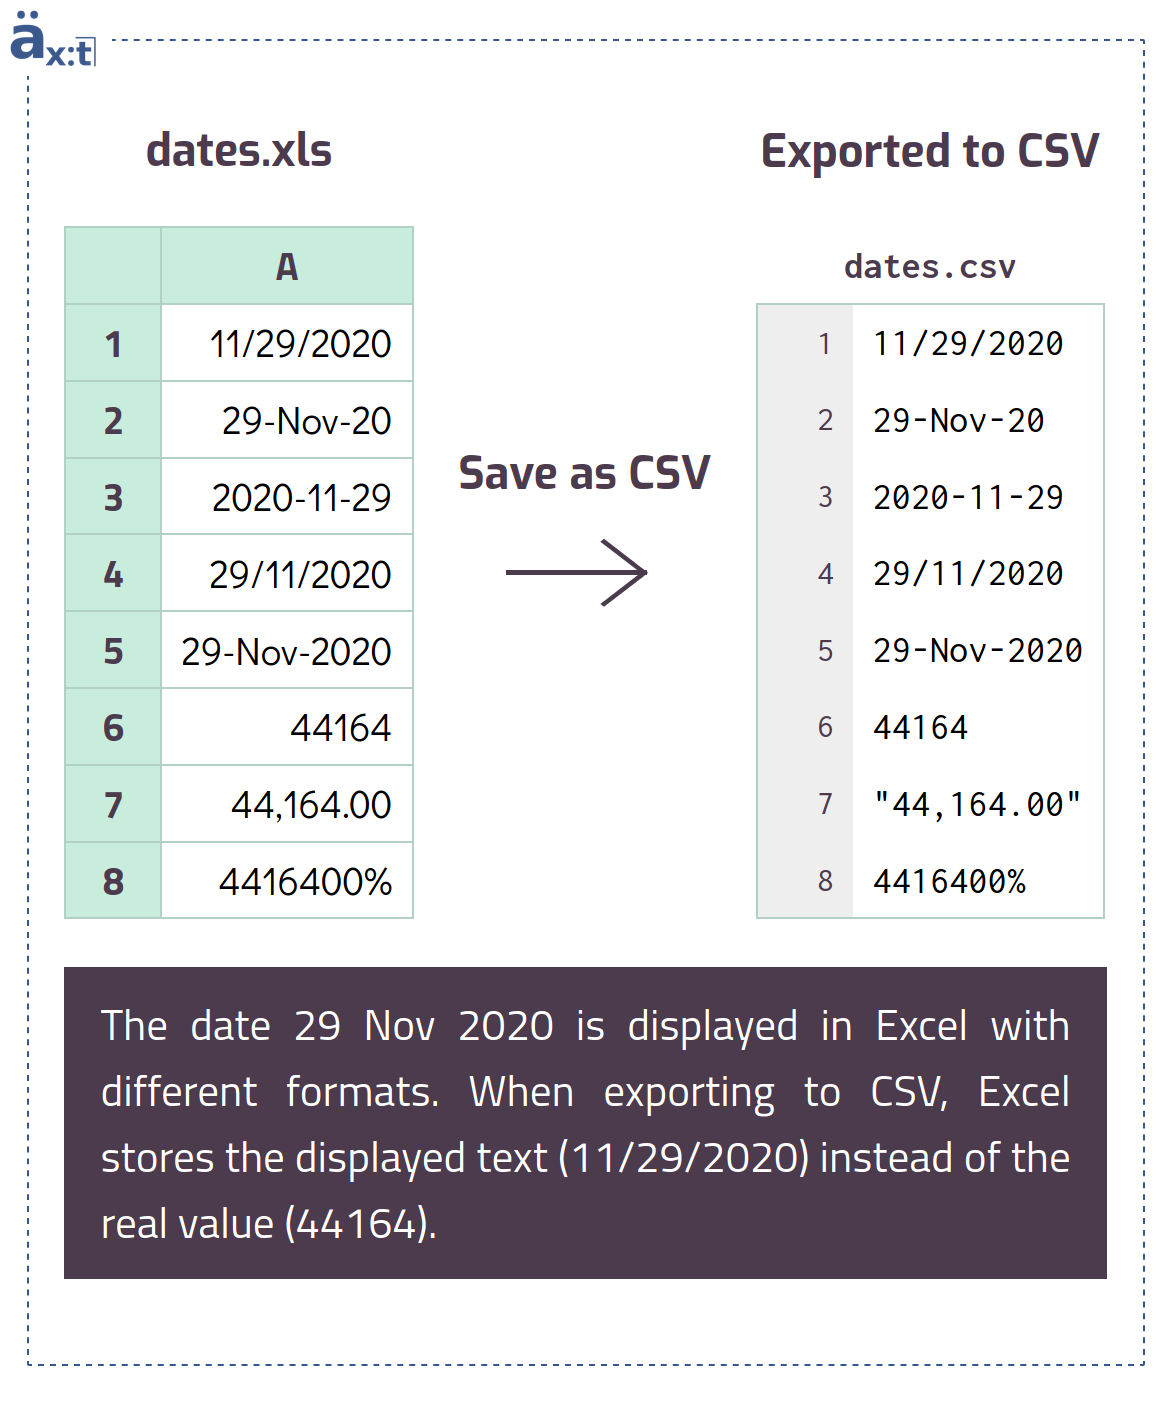 äx:t
dates.xls
Exported to CSV
A
dates.csv
1 11/29/2020
2 29-Nov-20
3 2020-11-29
4 29/11/2020
5 29-Nov-2020
6 44164
7 44,164.00
8 4416400%
Save as CSV
1 11/29/2020
2 29-Nov-20
3 2020-11-29
4 29/11/2020
5 29-Nov-2020
6 44164
7 "44,164.00"
8 4416400%
The date 29 Nov 2020 is displayed in Excel with
different formats. When exporting to CSV, Excel
stores the displayed text (11/29/2020) instead of the
real value (44164).